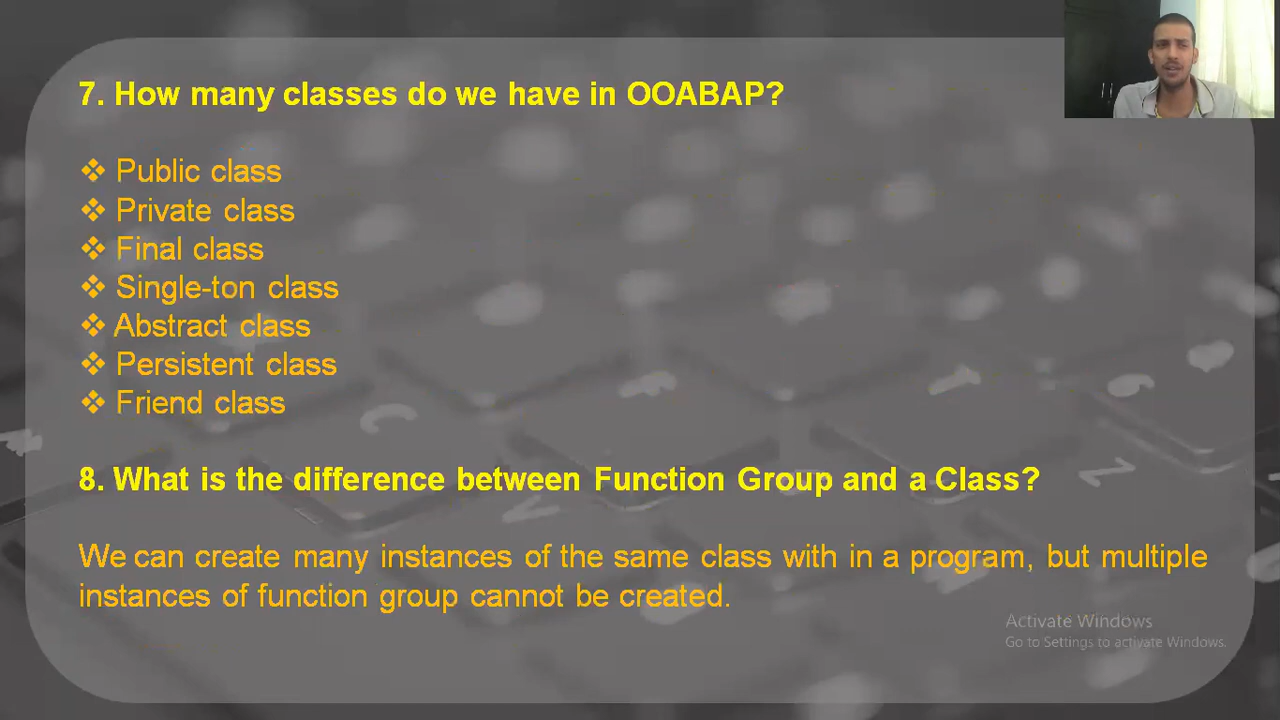 7. How many classes do we have in OOABAP?
❖ Public class
❖ Private class
❖ Final class
❖ Single-ton class
❖ Abstract class
❖ Persistent class
❖ Friend class
8. What is the difference between Function Group and a Class?
We can create many instances of the same class with in a program, but multiple
instances of function group cannot be created.
Activate Windows
Go to Settings to activate Windows.